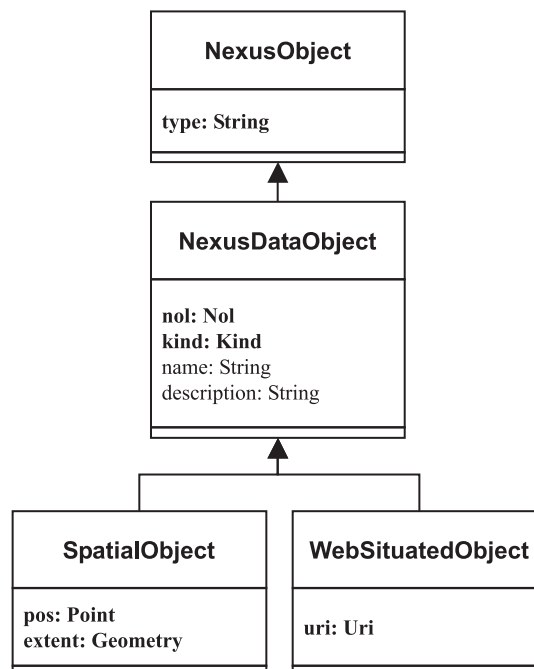 NexusObject
type: String
NexusDataObject
nol: Nol
kind: Kind
name: String
description: String
SpatialObject
pos: Point
extent: Geometry
WebSituatedObject
uri: Uri